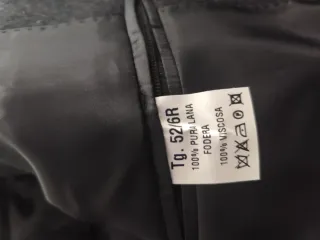 Tg. 52/6R
100% PURA LANA
FODERA
100% VISCOSA